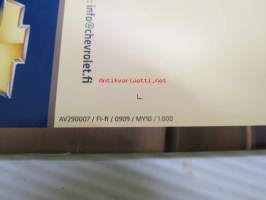 : info@chevrolet.fi
Antikvariaatti.net
AV290007 / FI-fi / 0909 / MY10 / 1.000